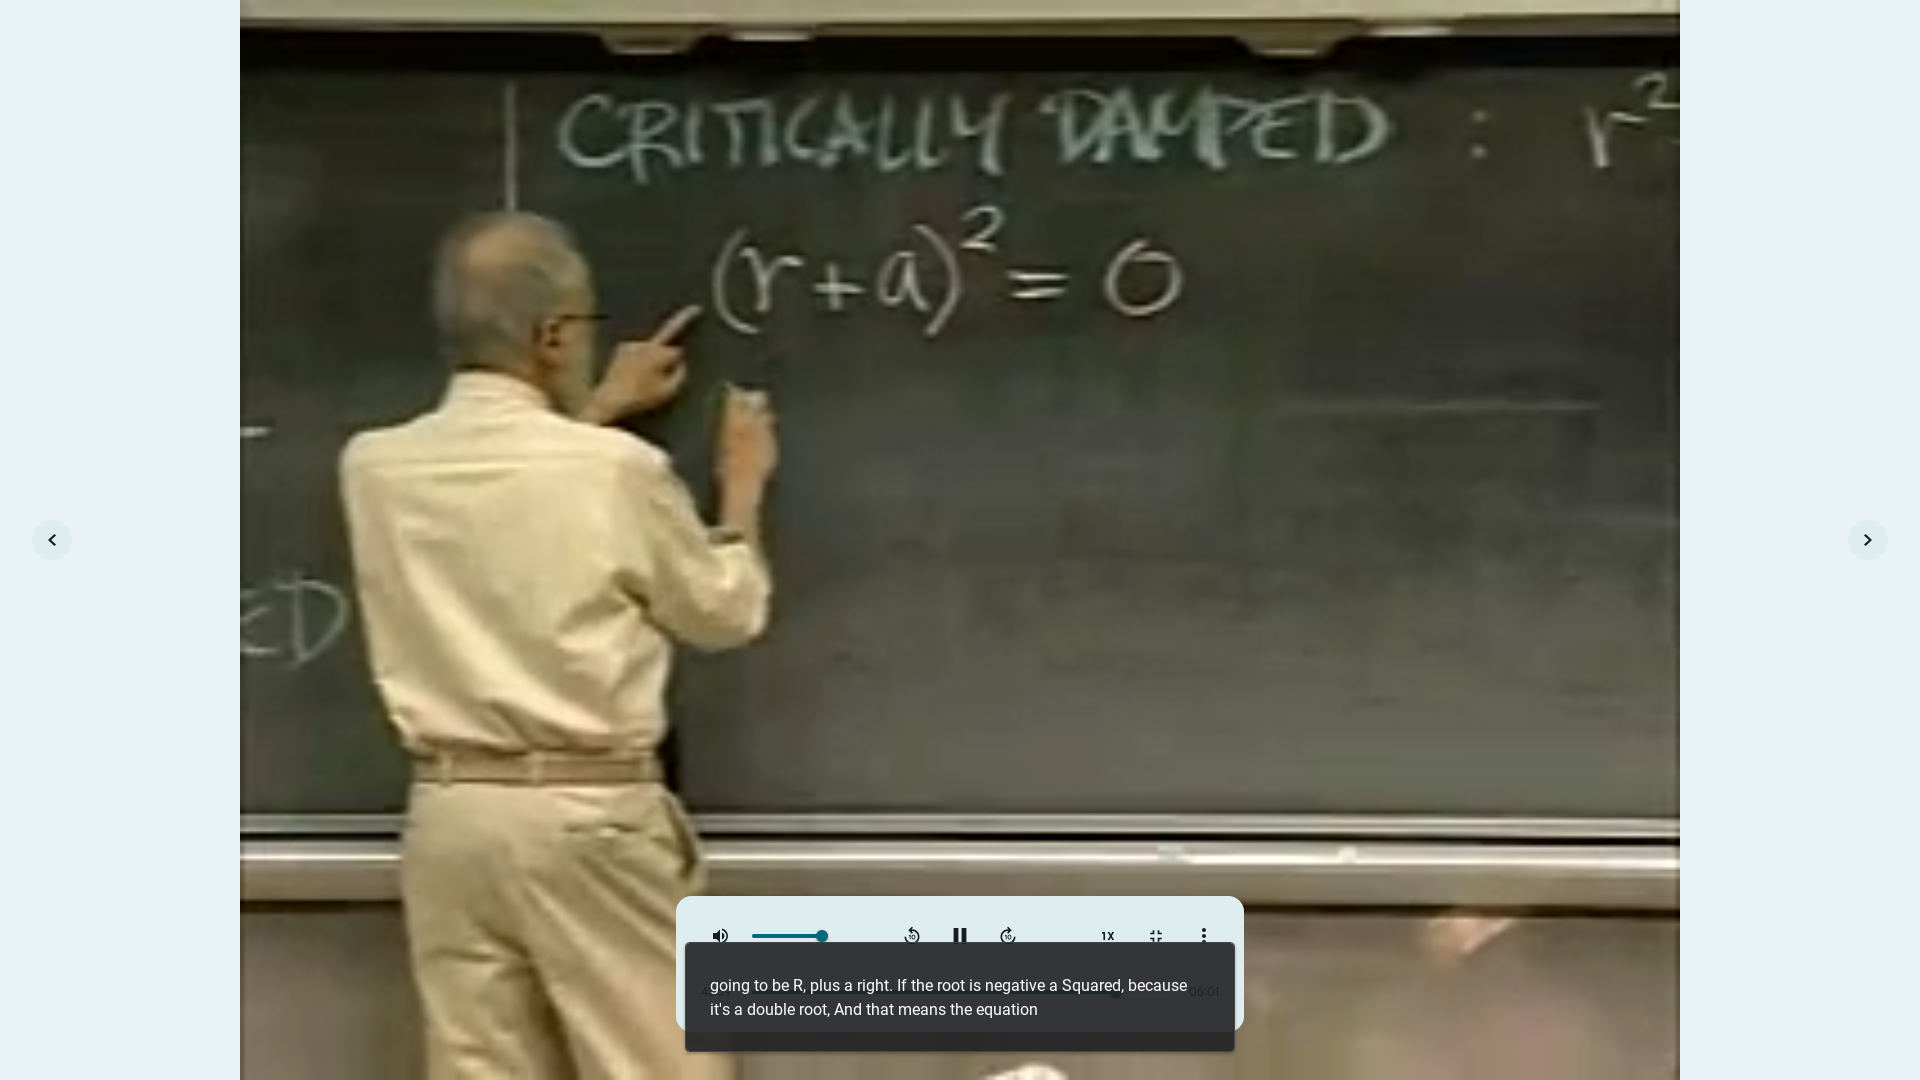 CRITICALLY DAMPED : r²
(r+a)² = 0
ED
1X
going to be R, plus a right. If the root is negative a Squared, because
it's a double root, And that means the equation